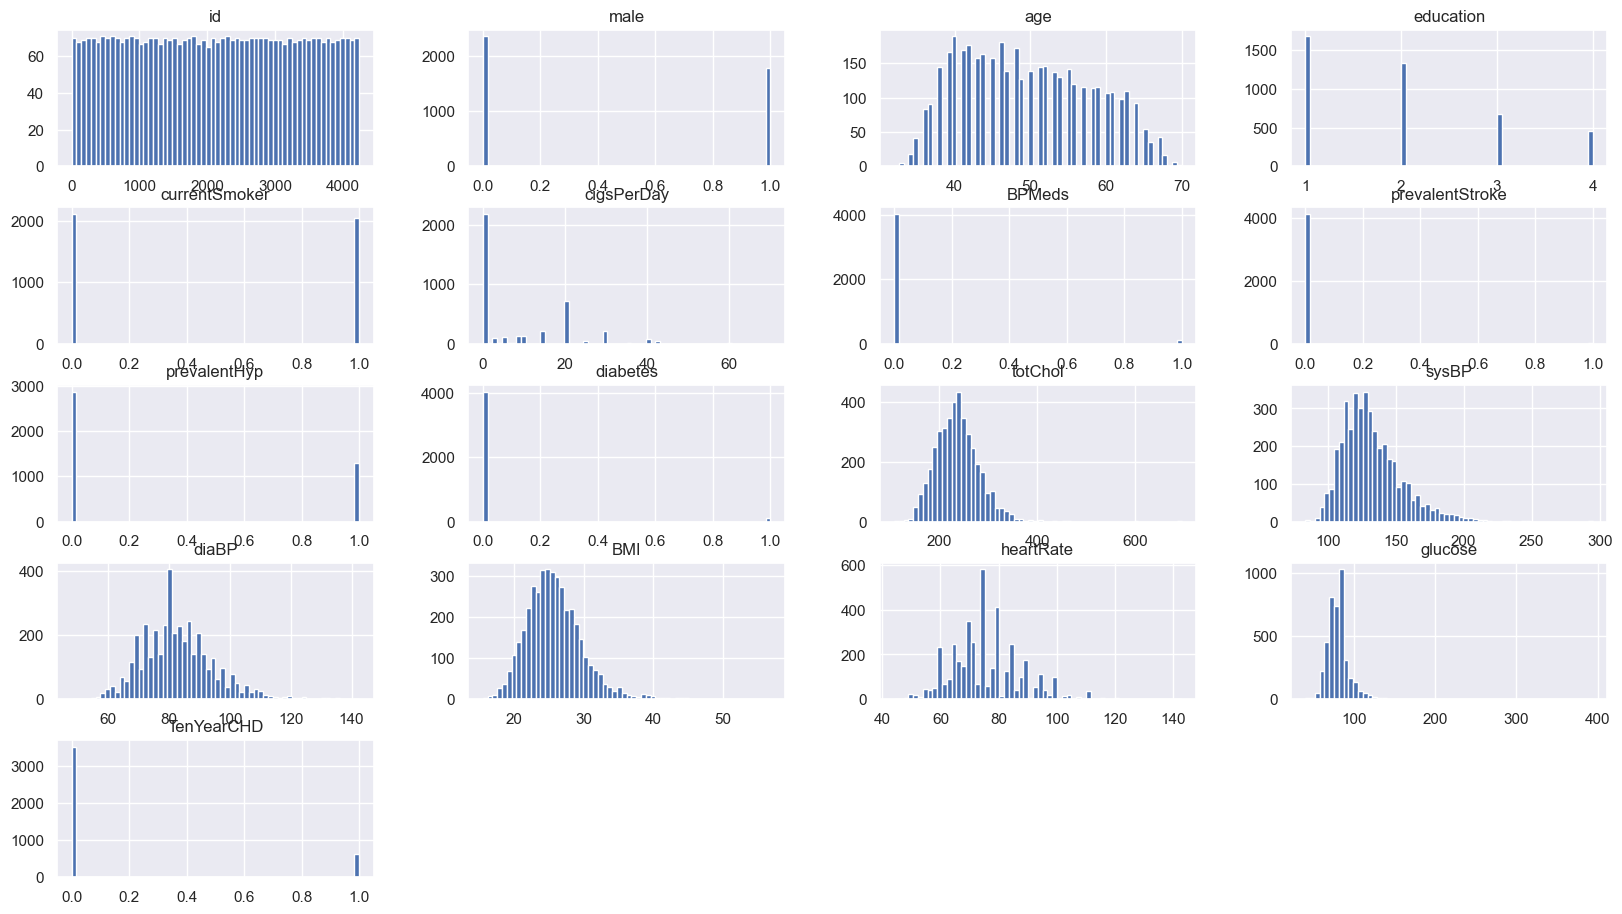 id
male
age
education
60
40
20
0
0 1000 2000 3000 4000
2000
1000
0
0.0 0.2 0.4 0.6 0.8 1.0
150
100
50
0
40 50 60 70
1500
1000
500
0
1 2 3 4
currentSmoker
cigsPerDay
BPMeds
prevalentStroke
2000
1000
0
0.0 0.2 0.4 0.6 0.8 1.0
2000
1000
0
0 20 40 60
4000
2000
0
0.0 0.2 0.4 0.6 0.8 1.0
4000
2000
0
0.0 0.2 0.4 0.6 0.8 1.0
prevalentHyp
diabetes
totChol
sysBP
3000
2000
1000
0
0.0 0.2 0.4 0.6 0.8 1.0
4000
2000
0
0.0 0.2 0.4 0.6 0.8 1.0
400
200
0
200 400 600
300
200
100
0
100 150 200 250 300
diaBP
BMI
heartRate
glucose
400
200
0
60 80 100 120 140
300
200
100
0
20 30 40 50
600
400
200
0
40 60 80 100 120 140
1000
500
0
100 200 300 400
TenYearCHD
3000
2000
1000
0
0.0 0.2 0.4 0.6 0.8 1.0